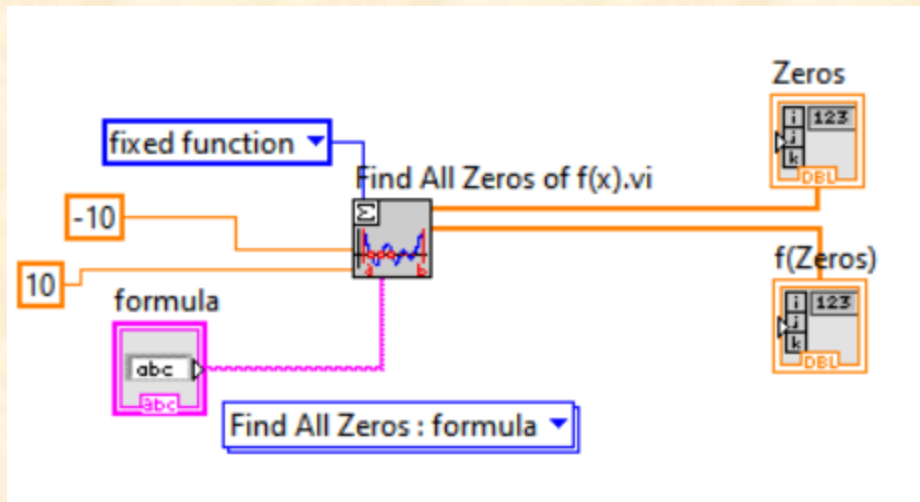 Zeros
i
j
k
123
DBL
fixed function
Find All Zeros of f(x).vi
Σ
a
b
-10
10
f(Zeros)
i
j
k
123
DBL
formula
abc
abc
Find All Zeros : formula